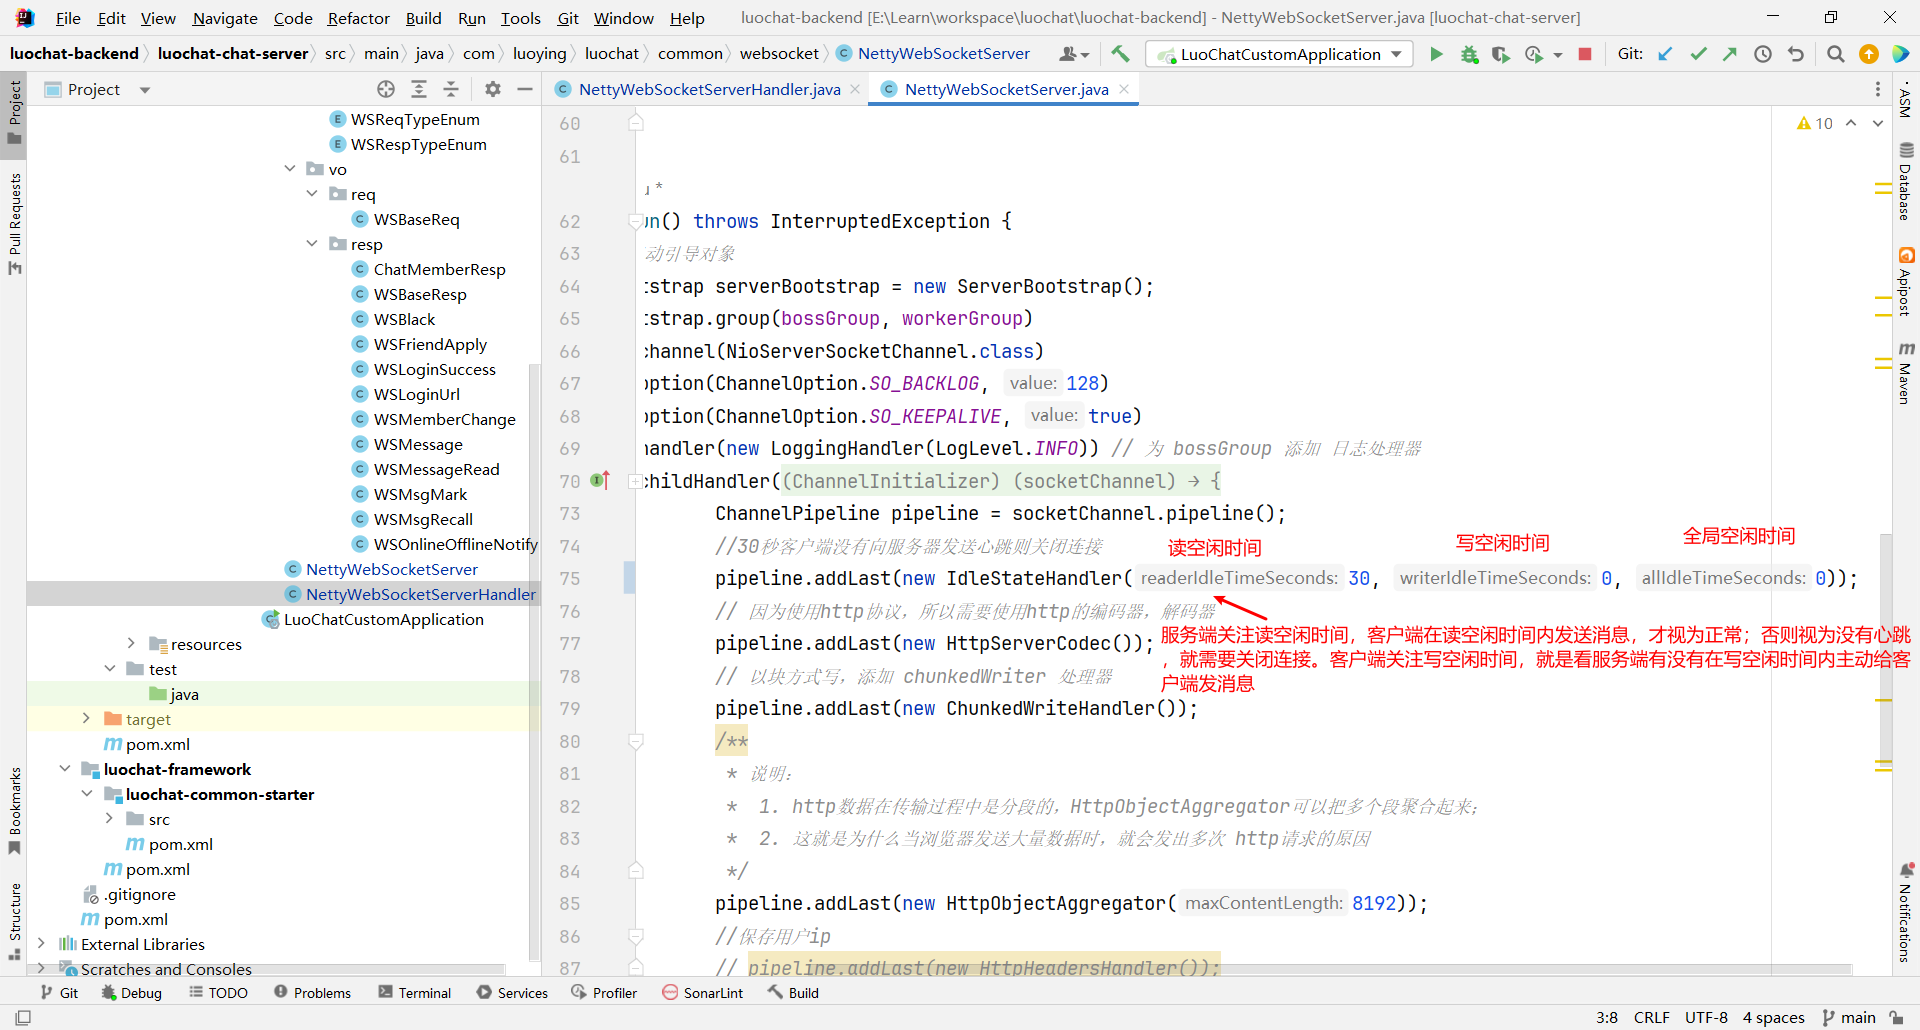 File Edit View Navigate Code Refactor Build Run Tools Git Window Help luochat-backend [E:\Learn\workspace\luochat\luochat-backend] - NettyWebSocketServer.java [luochat-chat-server]
luochat-backend luochat-chat-server src main java com luoying luochat common websocket NettyWebSocketServer LuoChatCustomApplication Git:
Project NettyWebSocketServerHandler.java NettyWebSocketServer.java
WSReqTypeEnum
WSRespTypeEnum
vo
req
WSBaseReq
resp
ChatMemberResp
WSBaseResp
WSBlack
WSFriendApply
WSLoginSuccess
WSLoginUrl
WSMemberChange
WSMessage
WSMessageRead
WSMsgMark
WSMsgRecall
WSOnlineOfflineNotify
NettyWebSocketServer
NettyWebSocketServerHandler
LuoChatCustomApplication
resources
test
java
target
pom.xml
luochat-framework
luochat-common-starter
src
pom.xml
pom.xml
.gitignore
pom.xml
External Libraries
Scratches and Consoles
Project
Pull Requests
Bookmarks
Structure
10
60
61
*
62 un() throws InterruptedException {
63 动引导对象
64 tstrap serverBootstrap = new ServerBootstrap();
65 tstrap.group(bossGroup, workerGroup)
66 channel(NioServerSocketChannel.class)
67 option(ChannelOption.SO_BACKLOG, value: 128)
68 option(ChannelOption.SO_KEEPALIVE, value: true)
69 handler(new LoggingHandler(LogLevel.INFO)) // 为 bossGroup 添加 日志处理器
70 childHandler((ChannelInitializer) (socketChannel) → {
73 ChannelPipeline pipeline = socketChannel.pipeline();
74 //30秒客户端没有向服务器发送心跳则关闭连接
读空闲时间 写空闲时间 全局空闲时间
75 pipeline.addLast(new IdleStateHandler( readerIdleTimeSeconds: 30, writerIdleTimeSeconds: 0, allIdleTimeSeconds: 0));
76 // 因为使用http协议，所以需要使用http的编码器，解码器
77 pipeline.addLast(new HttpServerCodec());
服务端关注读空闲时间，客户端在读空闲时间内发送消息，才视为正常；否则视为没有心跳
，就需要关闭连接。客户端关注写空闲时间，就是看服务端有没有在写空闲时间内主动给客
户端发消息
78 // 以块方式写，添加 chunkedWriter 处理器
79 pipeline.addLast(new ChunkedWriteHandler());
80 /**
81 * 说明：
82 * 1. http数据在传输过程中是分段的，HttpObjectAggregator可以把多个段聚合起来；
83 * 2. 这就是为什么当浏览器发送大量数据时，就会发出多次 http请求的原因
84 */
85 pipeline.addLast(new HttpObjectAggregator( maxContentLength: 8192));
86 //保存用户ip
87 // pipeline.addLast(new HttpHeadersHandler());
ASM
Database
Apipost
Maven
Notifications
Git Debug TODO Problems Terminal Services Profiler SonarLint Build
3:8 CRLF UTF-8 4 spaces main